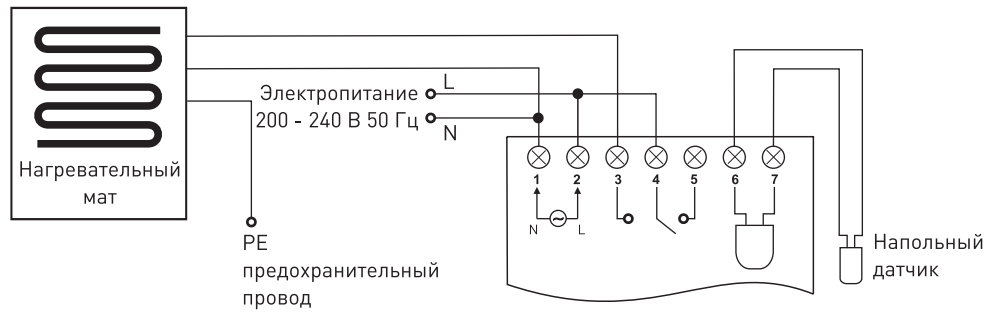 Нагревательный
мат
Электропитание
200 - 240 В 50 Гц
L
N
PE
предохранительный
провод
1 2 3 4 5 6 7
N ~ L
Напольный
датчик